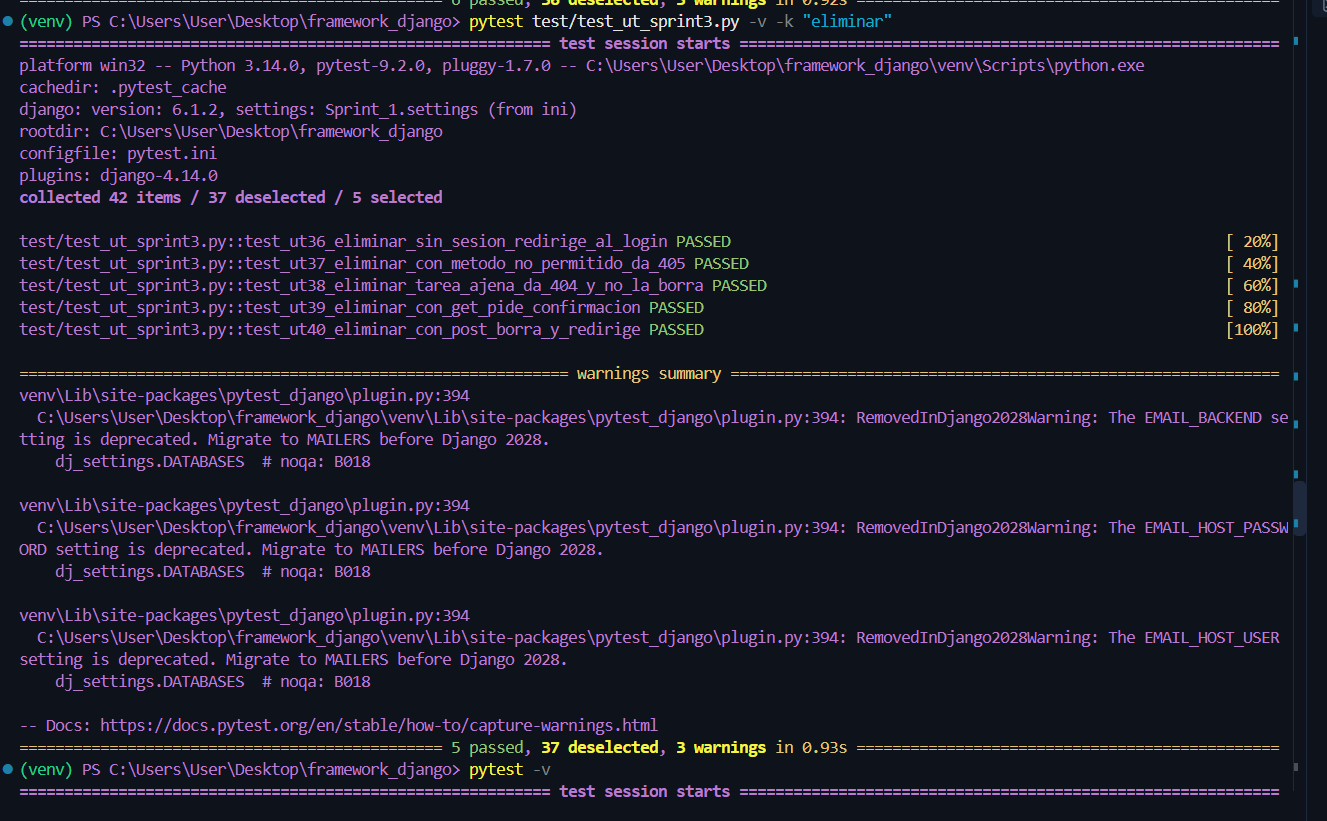 6 passed, 36 deselected, 3 warnings in 0.92s
(venv) PS C:\Users\User\Desktop\framework_django> pytest test/test_ut_sprint3.py -v -k "eliminar"
test session starts
platform win32 -- Python 3.14.0, pytest-9.2.0, pluggy-1.7.0 -- C:\Users\User\Desktop\framework_django\venv\Scripts\python.exe
cachedir: .pytest_cache
django: version: 6.1.2, settings: Sprint_1.settings (from ini)
rootdir: C:\Users\User\Desktop\framework_django
configfile: pytest.ini
plugins: django-4.14.0
collected 42 items / 37 deselected / 5 selected
test/test_ut_sprint3.py::test_ut36_eliminar_sin_sesion_redirige_al_login PASSED [ 20%]
test/test_ut_sprint3.py::test_ut37_eliminar_con_metodo_no_permitido_da_405 PASSED [ 40%]
test/test_ut_sprint3.py::test_ut38_eliminar_tarea_ajena_da_404_y_no_la_borra PASSED [ 60%]
test/test_ut_sprint3.py::test_ut39_eliminar_con_get_pide_confirmacion PASSED [ 80%]
test/test_ut_sprint3.py::test_ut40_eliminar_con_post_borra_y_redirige PASSED [100%]
warnings summary
venv\Lib\site-packages\pytest_django\plugin.py:394
C:\Users\User\Desktop\framework_django\venv\Lib\site-packages\pytest_django\plugin.py:394: RemovedInDjango2028Warning: The EMAIL_BACKEND se
tting is deprecated. Migrate to MAILERS before Django 2028.
dj_settings.DATABASES  # noqa: B018
venv\Lib\site-packages\pytest_django\plugin.py:394
C:\Users\User\Desktop\framework_django\venv\Lib\site-packages\pytest_django\plugin.py:394: RemovedInDjango2028Warning: The EMAIL_HOST_PASSW
ORD setting is deprecated. Migrate to MAILERS before Django 2028.
dj_settings.DATABASES  # noqa: B018
venv\Lib\site-packages\pytest_django\plugin.py:394
C:\Users\User\Desktop\framework_django\venv\Lib\site-packages\pytest_django\plugin.py:394: RemovedInDjango2028Warning: The EMAIL_HOST_USER
setting is deprecated. Migrate to MAILERS before Django 2028.
dj_settings.DATABASES  # noqa: B018
-- Docs: https://docs.pytest.org/en/stable/how-to/capture-warnings.html
5 passed, 37 deselected, 3 warnings in 0.93s
(venv) PS C:\Users\User\Desktop\framework_django> pytest -v
test session starts